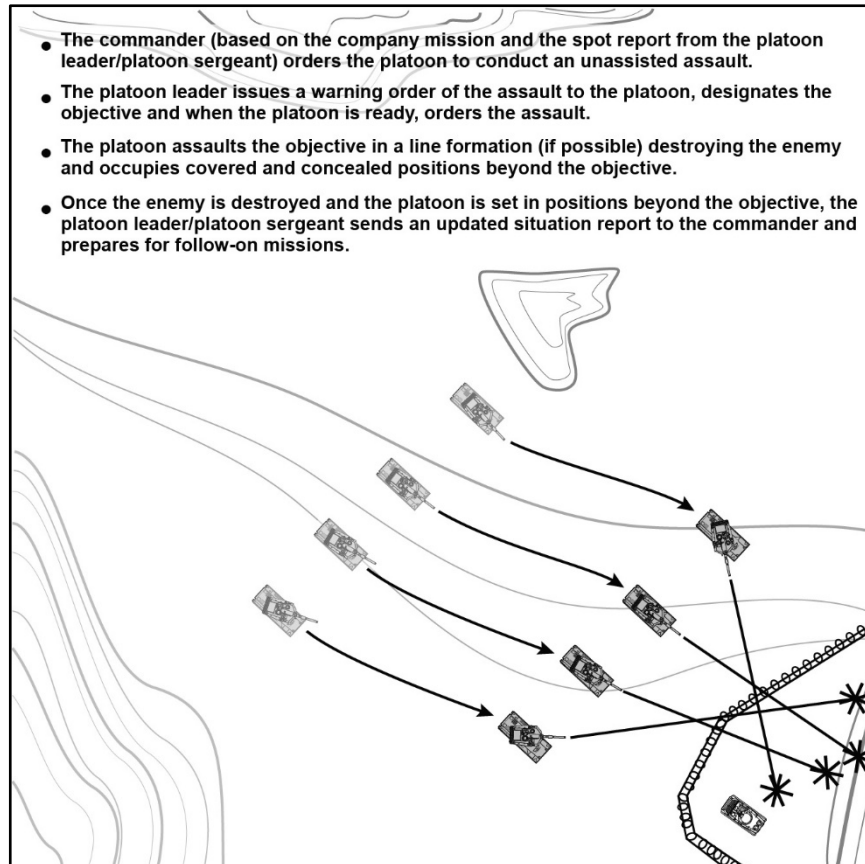 • The commander (based on the company mission and the spot report from the platoon
leader/platoon sergeant) orders the platoon to conduct an unassisted assault.
• The platoon leader issues a warning order of the assault to the platoon, designates the
objective and when the platoon is ready, orders the assault.
• The platoon assaults the objective in a line formation (if possible) destroying the enemy
and occupies covered and concealed positions beyond the objective.
• Once the enemy is destroyed and the platoon is set in positions beyond the objective, the
platoon leader/platoon sergeant sends an updated situation report to the commander and
prepares for follow-on missions.